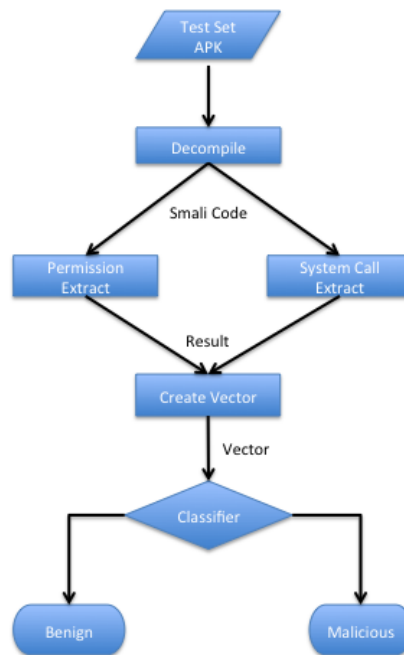 Test Set
APK
Decompile
Smali Code
Permission
Extract
System Call
Extract
Result
Create Vector
Vector
Classifier
Benign
Malicious